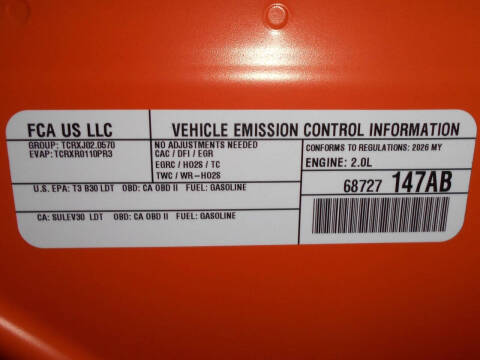 FCA US LLC
GROUP: TCRXJ02.0570
EVAP: TCRXR0110PR3
VEHICLE EMISSION CONTROL INFORMATION
NO ADJUSTMENTS NEEDED
CAC / DFI / EGR
EGRC / HO2S / TC
TWC / WR-HO2S
CONFORMS TO REGULATIONS: 2026 MY
ENGINE: 2.0L
68727 147AB
U.S. EPA: T3 B30 LDT OBD: CA OBD II FUEL: GASOLINE
CA: SULEV30 LDT OBD: CA OBD II FUEL: GASOLINE